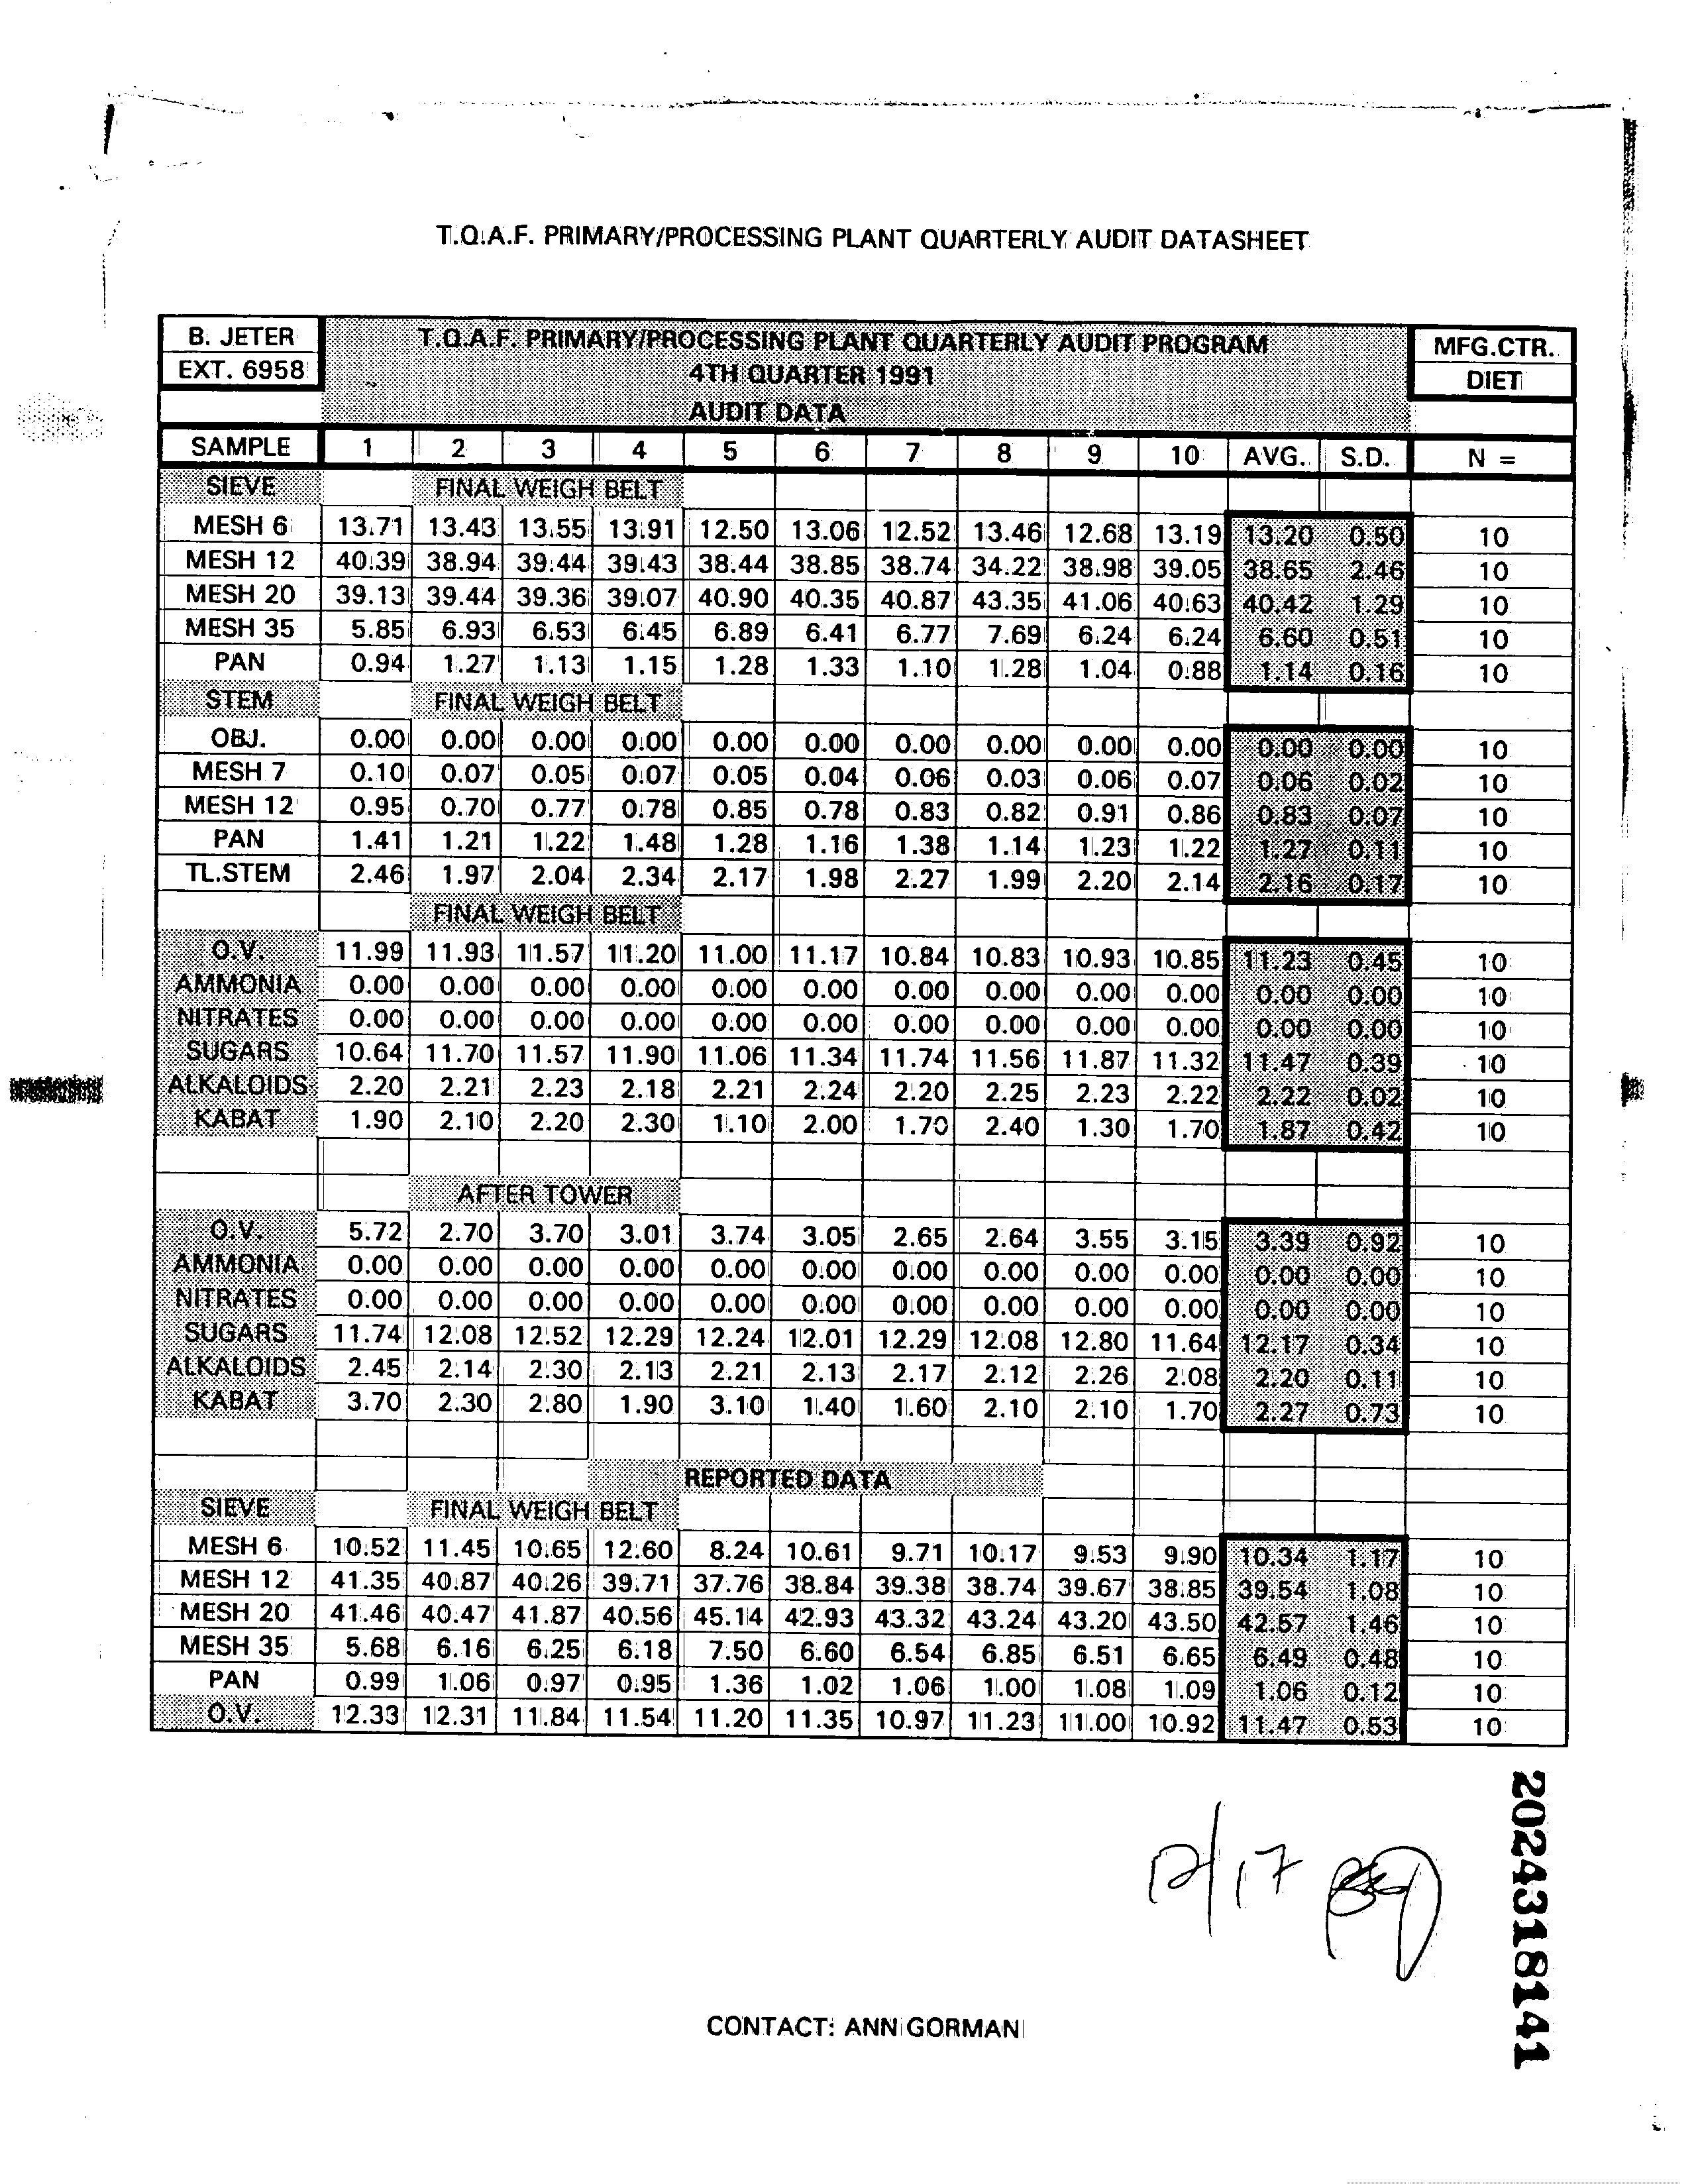 T.Q.A.F. PRIMARY/PROCESSING PLANT QUARTERLY AUDIT DATASHEET
B. JETER T.Q.A.F. PRIMARY/PROCESSING PLANT QUARTERLY AUDIT PROGRAM MFG.CTR.
EXT. 6958 4TH QUARTER 1991 DIET
AUDIT DATA
SAMPLE 1 2 3 4 5 6 7 8 9 10 AVG. S.D. N =
SIEVE FINAL WEIGH BELT
MESH 6 13.71 13.43 13.55 13.91 12.50 13.06 12.52 13.46 12.68 13.19 13.20 0.50 10
MESH 12 40.39 38.94 39.44 39.43 38.44 38.85 38.74 34.22 38.98 39.05 38.65 2.46 10
MESH 20 39.13 39.44 39.36 39.07 40.90 40.35 40.87 43.35 41.06 40.63 40.42 1.29 10
MESH 35 5.85 6.93 6.53 6.45 6.89 6.41 6.77 7.69 6.24 6.24 6.60 0.51 10
PAN 0.94 1.27 1.13 1.15 1.28 1.33 1.10 1.28 1.04 0.88 1.14 0.16 10
STEM FINAL WEIGH BELT
OBJ. 0.00 0.00 0.00 0.00 0.00 0.00 0.00 0.00 0.00 0.00 0.00 0.00 10
MESH 7 0.10 0.07 0.05 0.07 0.05 0.04 0.06 0.03 0.06 0.07 0.06 0.02 10
MESH 12 0.95 0.70 0.77 0.78 0.85 0.78 0.83 0.82 0.91 0.86 0.83 0.07 10
PAN 1.41 1.21 1.22 1.48 1.28 1.16 1.38 1.14 1.23 1.22 1.27 0.11 10
TL.STEM 2.46 1.97 2.04 2.34 2.17 1.98 2.27 1.99 2.20 2.14 2.16 0.17 10
FINAL WEIGH BELT
O.V. 11.99 11.93 11.57 11.20 11.00 11.17 10.84 10.83 10.93 10.85 11.23 0.45 10
AMMONIA 0.00 0.00 0.00 0.00 0.00 0.00 0.00 0.00 0.00 0.00 0.00 0.00 10
NITRATES 0.00 0.00 0.00 0.00 0.00 0.00 0.00 0.00 0.00 0.00 0.00 0.00 10
SUGARS 10.64 11.70 11.57 11.90 11.06 11.34 11.74 11.56 11.87 11.32 11.47 0.39 10
ALKALOIDS 2.20 2.21 2.23 2.18 2.21 2.24 2.20 2.25 2.23 2.22 2.22 0.02 10
KABAT 1.90 2.10 2.20 2.30 1.10 2.00 1.70 2.40 1.30 1.70 1.87 0.42 10
AFTER TOWER
O.V. 5.72 2.70 3.70 3.01 3.74 3.05 2.65 2.64 3.55 3.15 3.39 0.92 10
AMMONIA 0.00 0.00 0.00 0.00 0.00 0.00 0.00 0.00 0.00 0.00 0.00 0.00 10
NITRATES 0.00 0.00 0.00 0.00 0.00 0.00 0.00 0.00 0.00 0.00 0.00 0.00 10
SUGARS 11.74 12.08 12.52 12.29 12.24 12.01 12.29 12.08 12.80 11.64 12.17 0.34 10
ALKALOIDS 2.45 2.14 2.30 2.13 2.21 2.13 2.17 2.12 2.26 2.08 2.20 0.11 10
KABAT 3.70 2.30 2.80 1.90 3.10 1.40 1.60 2.10 2.10 1.70 2.27 0.73 10
REPORTED DATA
SIEVE FINAL WEIGH BELT
MESH 6 10.52 11.45 10.65 12.60 8.24 10.61 9.71 10.17 9.53 9.90 10.34 1.17 10
MESH 12 41.35 40.87 40.26 39.71 37.76 38.84 39.38 38.74 39.67 38.85 39.54 1.08 10
MESH 20 41.46 40.47 41.87 40.56 45.14 42.93 43.32 43.24 43.20 43.50 42.57 1.46 10
MESH 35 5.68 6.16 6.25 6.18 7.50 6.60 6.54 6.85 6.51 6.65 6.49 0.48 10
PAN 0.99 1.06 0.97 0.95 1.36 1.02 1.06 1.00 1.08 1.09 1.06 0.12 10
O.V. 12.33 12.31 11.84 11.54 11.20 11.35 10.97 11.23 11.00 10.92 11.47 0.53 10
12/17
2024318141
CONTACT: ANN GORMAN